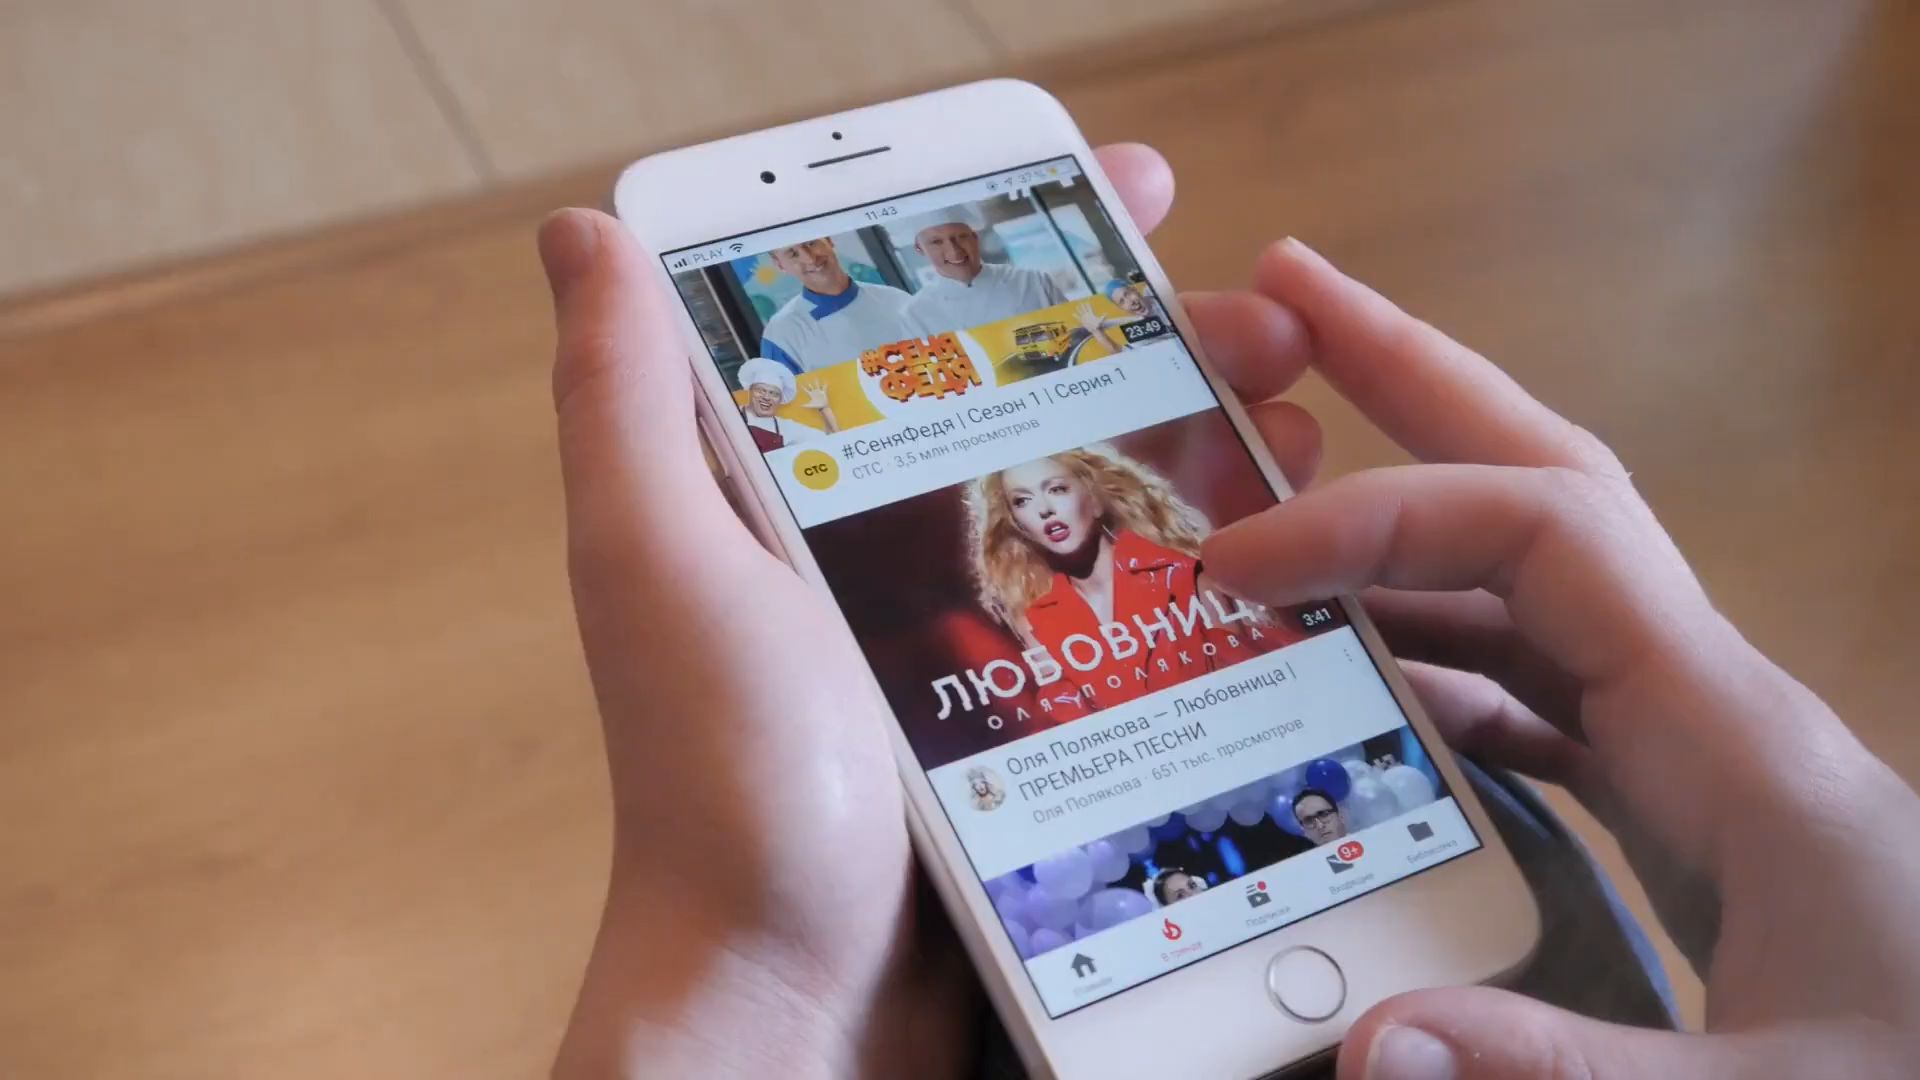 PLAY
11:43
37 %
#СЕНЯ
ФЕДЯ
23:49
СТС
#СеняФедя | Сезон 1 | Серия 1
СТС · 3,5 млн просмотров
ЛЮБОВНИЦ
ОЛЯ ПОЛЯКОВА
3:41
Оля Полякова – Любовница |
ПРЕМЬЕРА ПЕСНИ
Оля Полякова · 651 тыс. просмотров
Главная
В тренде
Подписки
9+
Входящие
Библиотека